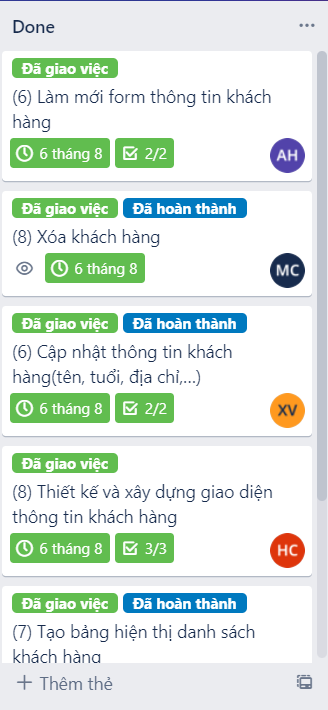 Done
Đã giao việc
(6) Làm mới form thông tin khách
hàng
6 tháng 8 2/2 AH
Đã giao việc Đã hoàn thành
(8) Xóa khách hàng
6 tháng 8 MC
Đã giao việc Đã hoàn thành
(6) Cập nhật thông tin khách
hàng(tên, tuổi, địa chỉ,...)
6 tháng 8 2/2 XV
Đã giao việc
(8) Thiết kế và xây dựng giao diện
thông tin khách hàng
6 tháng 8 3/3 HC
Đã giao việc Đã hoàn thành
(7) Tạo bảng hiện thị danh sách
khách hàng
Thêm thẻ